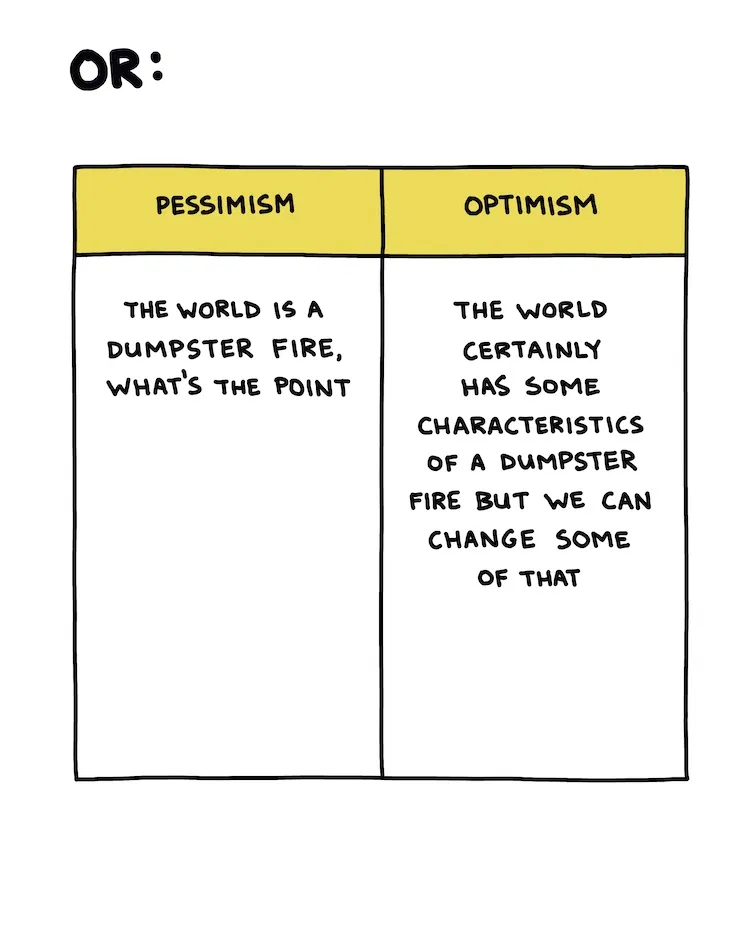 OR:
PESSIMISM
OPTIMISM
THE WORLD IS A
DUMPSTER FIRE,
WHAT'S THE POINT
THE WORLD
CERTAINLY
HAS SOME
CHARACTERISTICS
OF A DUMPSTER
FIRE BUT WE CAN
CHANGE SOME
OF THAT